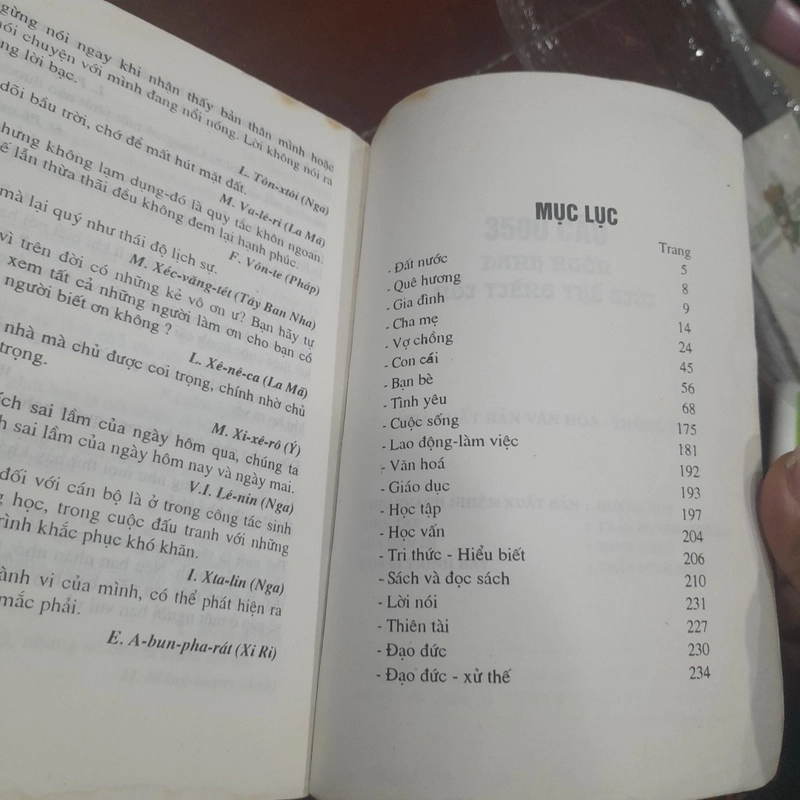 gừng nói ngay khi nhận thấy bản thân mình hoặc
nói chuyện với mình đang nổi nóng. Lời không nói ra
ng lời bạc.
L. Tôn-xtôi (Nga)
dõi bầu trời, chớ để mất hút mặt đất.
M. Va-lê-ri (La Mã)
hưng không lạm dụng-đó là quy tắc khôn ngoan.
ế lẫn thừa thãi đều không đem lại hạnh phúc.
F. Vôn-te (Pháp)
mà lại quý như thái độ lịch sự.
M. Xéc-văng-tét (Tây Ban Nha)
vì trên đời có những kẻ vô ơn ư? Bạn hãy tự
xem tất cả những người làm ơn cho bạn có
người biết ơn không ?
L. Xê-nê-ca (La Mã)
nhà mà chủ được coi trọng, chính nhờ chủ
trọng.
M. Xi-xê-rô (Ý)
ích sai lầm của ngày hôm qua, chúng ta
h sai lầm của ngày hôm nay và ngày mai.
V.I. Lê-nin (Nga)
đối với cán bộ là ở trong công tác sinh
g học, trong cuộc đấu tranh với những
rình khắc phục khó khăn.
I. Xta-lin (Nga)
ành vi của mình, có thể phát hiện ra
mắc phải.
E. A-bun-pha-rát (Xi Ri)
MỤC LỤC
Trang
- Đất nước 5
- Quê hương 8
- Gia đình 9
- Cha mẹ 14
- Vợ chồng 24
- Con cái 45
- Bạn bè 56
- Tình yêu 68
- Cuộc sống 175
- Lao động-làm việc 181
- Văn hoá 192
- Giáo dục 193
- Học tập 197
- Học vấn 204
- Tri thức - Hiểu biết 206
- Sách và đọc sách 210
- Lời nói 231
- Thiên tài 227
- Đạo đức 230
- Đạo đức - xử thế 234